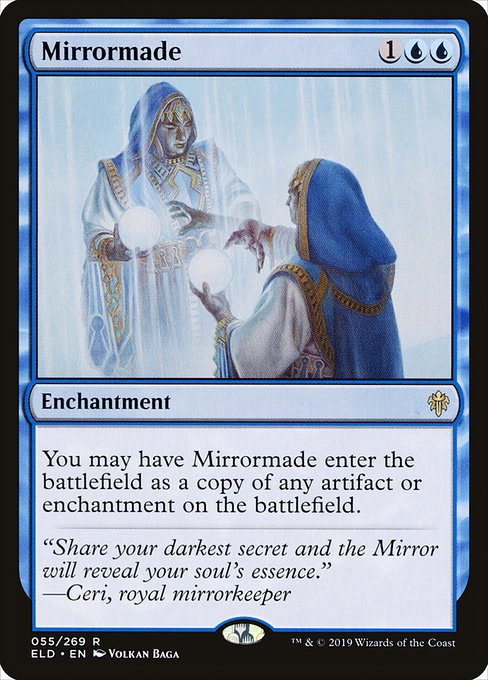 Mirrormade 1
Enchantment
You may have Mirrormade enter the
battlefield as a copy of any artifact or
enchantment on the battlefield.
“Share your darkest secret and the Mirror
will reveal your soul’s essence.”
—Ceri, royal mirrorkeeper
055/269 R
ELD • EN Volkan Baga
™ & © 2019 Wizards of the Coast